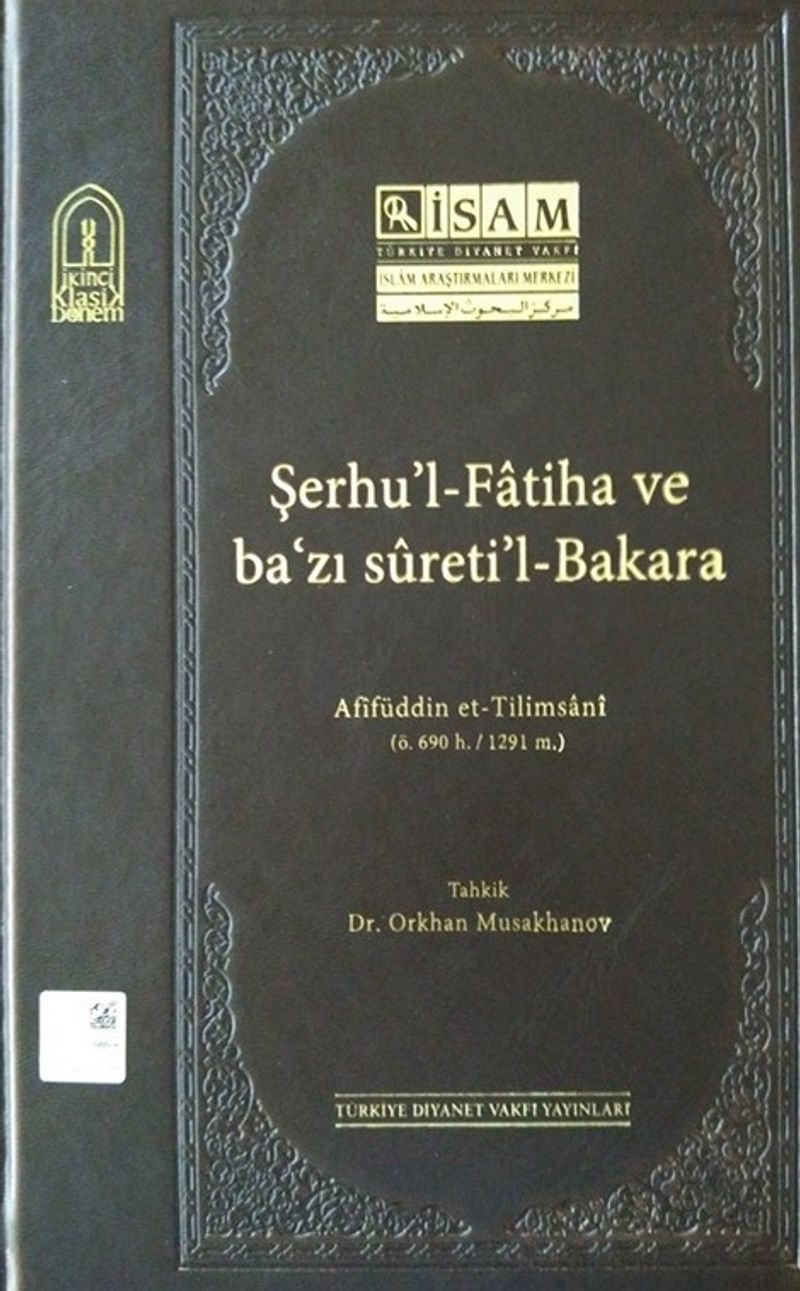 İSAM
TÜRKİYE DİYANET VAKFI
İSLÂM ARAŞTIRMALARI MERKEZİ
مركز البحوث الإسلامية
İkinci
Klasik
Dönem
Şerhu'l-Fâtiha ve
ba‘zı sûreti'l-Bakara
Afîfüddin et-Tilimsânî
(ö. 690 h. / 1291 m.)
Tahkik
Dr. Orkhan Musakhanov
TÜRKİYE DİYANET VAKFI YAYINLARI